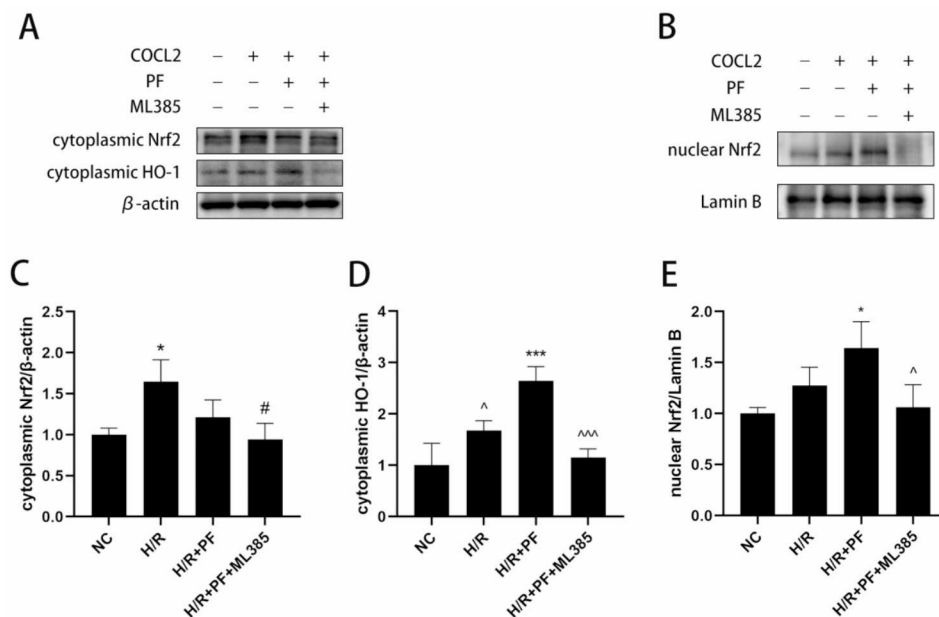 A
COCL2 − + + +
PF − − + +
ML385 − − − +
cytoplasmic Nrf2
cytoplasmic HO-1
β-actin
B
COCL2 − + + +
PF − − + +
ML385 − − − +
nuclear Nrf2
Lamin B
C
cytoplasmic Nrf2/β-actin
2.5
2.0
1.5
1.0
0.5
0.0
*
#
NC
H/R
H/R+PF
H/R+PF+ML385
D
cytoplasmic HO-1/β-actin
4
3
2
1
0
^
***
^^^
NC
H/R
H/R+PF
H/R+PF+ML385
E
nuclear Nrf2/Lamin B
2.0
1.5
1.0
0.5
0.0
*
^
NC
H/R
H/R+PF
H/R+PF+ML385